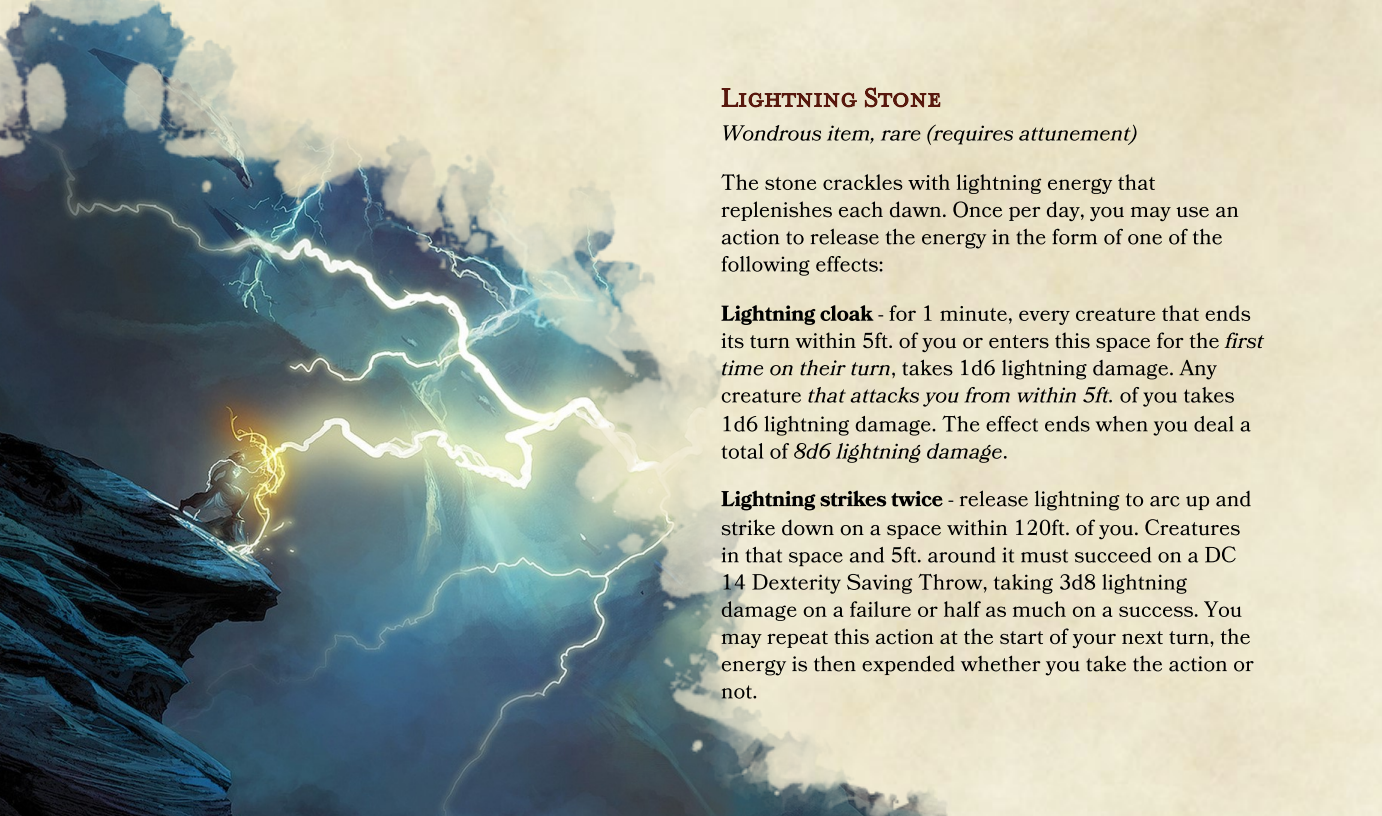 Lightning Stone
Wondrous item, rare (requires attunement)
The stone crackles with lightning energy that
replenishes each dawn. Once per day, you may use an
action to release the energy in the form of one of the
following effects:
Lightning cloak - for 1 minute, every creature that ends
its turn within 5ft. of you or enters this space for the first
time on their turn, takes 1d6 lightning damage. Any
creature that attacks you from within 5ft. of you takes
1d6 lightning damage. The effect ends when you deal a
total of 8d6 lightning damage.
Lightning strikes twice - release lightning to arc up and
strike down on a space within 120ft. of you. Creatures
in that space and 5ft. around it must succeed on a DC
14 Dexterity Saving Throw, taking 3d8 lightning
damage on a failure or half as much on a success. You
may repeat this action at the start of your next turn, the
energy is then expended whether you take the action or
not.